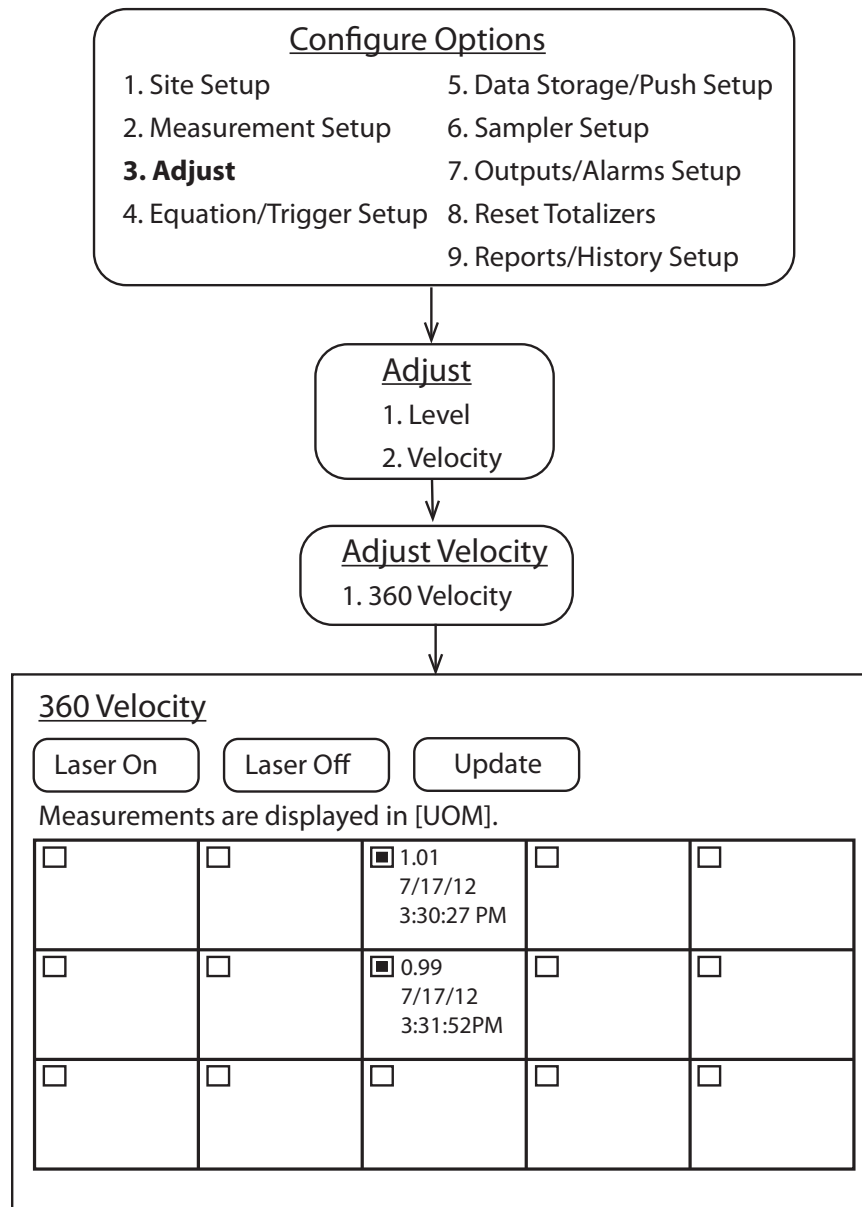 Configure Options
1. Site Setup
2. Measurement Setup
3. Adjust
4. Equation/Trigger Setup
5. Data Storage/Push Setup
6. Sampler Setup
7. Outputs/Alarms Setup
8. Reset Totalizers
9. Reports/History Setup
Adjust
1. Level
2. Velocity
Adjust Velocity
1. 360 Velocity
360 Velocity
Laser On
Laser Off
Update
Measurements are displayed in [UOM].
1.01
7/17/12
3:30:27 PM
0.99
7/17/12
3:31:52PM